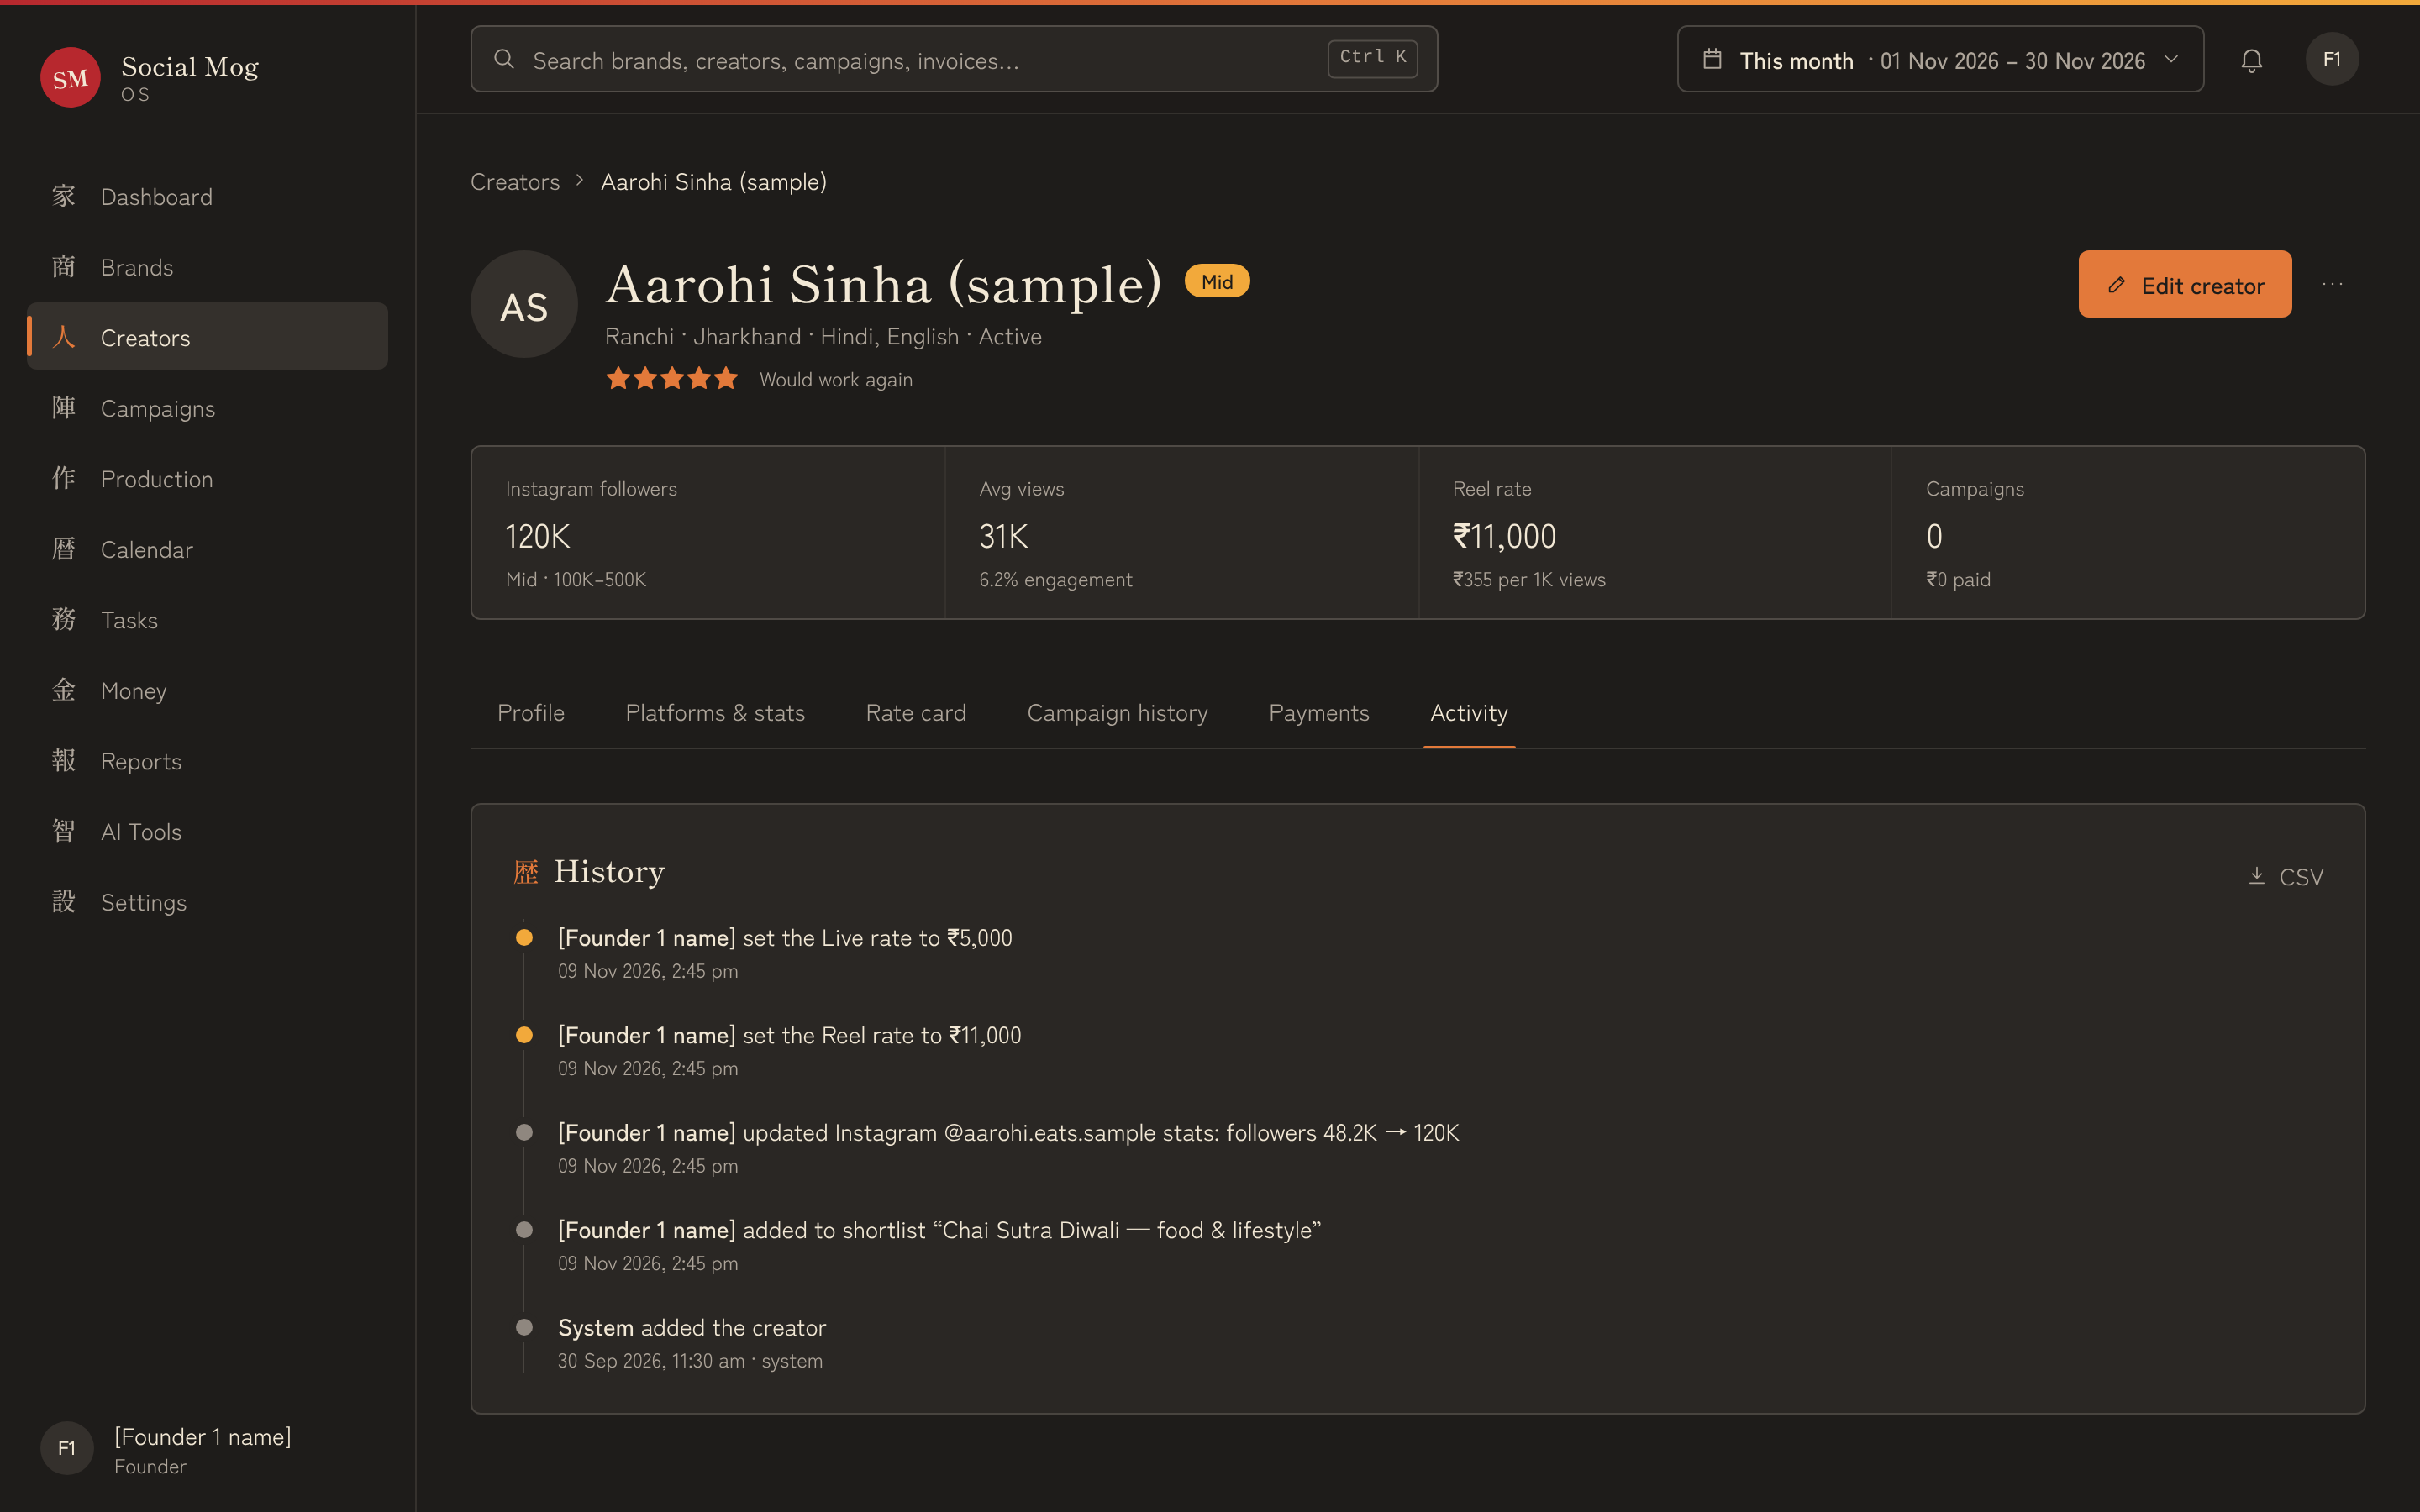 SM
Social Mog
OS
家 Dashboard
商 Brands
人 Creators
陣 Campaigns
作 Production
暦 Calendar
務 Tasks
金 Money
報 Reports
智 AI Tools
設 Settings
F1
[Founder 1 name]
Founder
Search brands, creators, campaigns, invoices... Ctrl K
This month · 01 Nov 2026 – 30 Nov 2026
F1
Creators > Aarohi Sinha (sample)
AS
Aarohi Sinha (sample) Mid
Ranchi · Jharkhand · Hindi, English · Active
Would work again
Edit creator ...
Instagram followers
120K
Mid · 100K–500K
Avg views
31K
6.2% engagement
Reel rate
₹11,000
₹355 per 1K views
Campaigns
0
₹0 paid
Profile Platforms & stats Rate card Campaign history Payments Activity
歴 History
CSV
[Founder 1 name] set the Live rate to ₹5,000
09 Nov 2026, 2:45 pm
[Founder 1 name] set the Reel rate to ₹11,000
09 Nov 2026, 2:45 pm
[Founder 1 name] updated Instagram @aarohi.eats.sample stats: followers 48.2K → 120K
09 Nov 2026, 2:45 pm
[Founder 1 name] added to shortlist “Chai Sutra Diwali — food & lifestyle”
09 Nov 2026, 2:45 pm
System added the creator
30 Sep 2026, 11:30 am · system